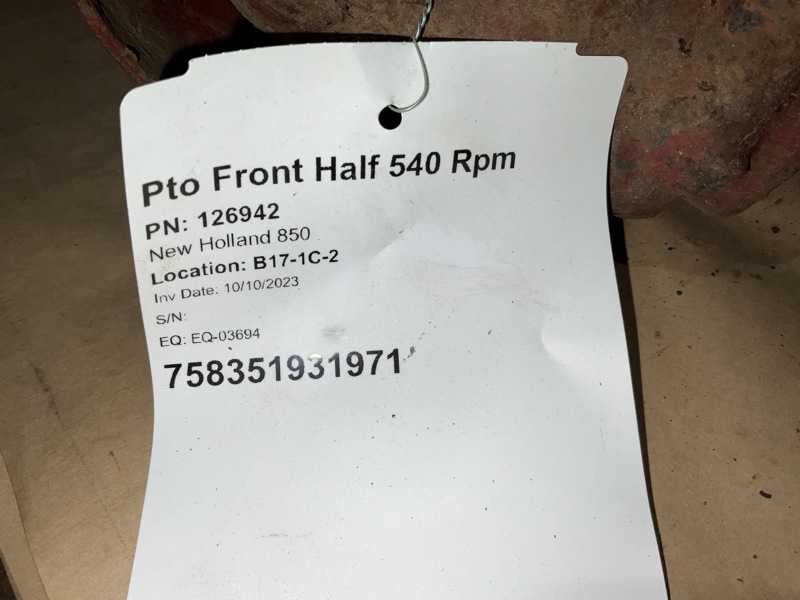 Pto Front Half 540 Rpm
PN: 126942
New Holland 850
Location: B17-1C-2
Inv Date: 10/10/2023
S/N:
EQ: EQ-03694
758351931971